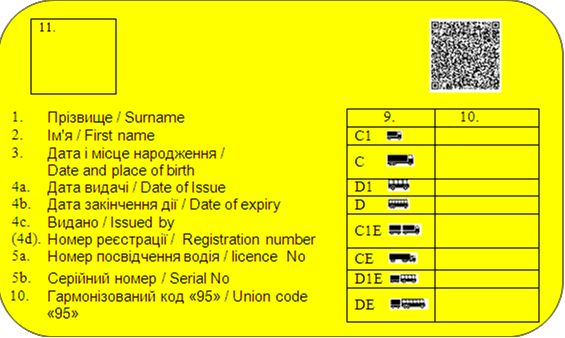 11.
1. Прізвище / Surname
2. Ім'я / First name
3. Дата і місце народження /
Date and place of birth
4a. Дата видачі / Date of Issue
4b. Дата закінчення дії / Date of expiry
4c. Видано / Issued by
(4d). Номер реєстрації / Registration number
5a. Номер посвідчення водія / licence No
5b. Серійний номер / Serial No
10. Гармонізований код «95» / Union code
«95»
9. 10.
C1
C
D1
D
C1E
CE
D1E
DE